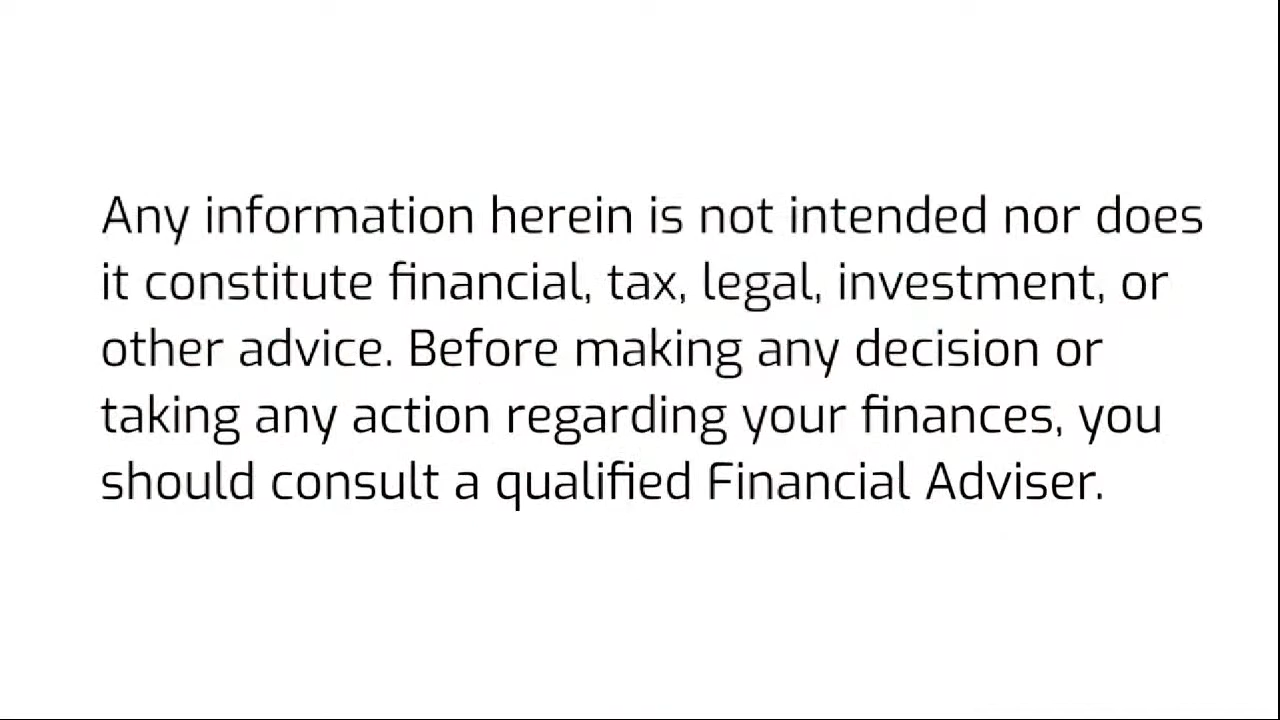 Any information herein is not intended nor does
it constitute financial, tax, legal, investment, or
other advice. Before making any decision or
taking any action regarding your finances, you
should consult a qualified Financial Adviser.